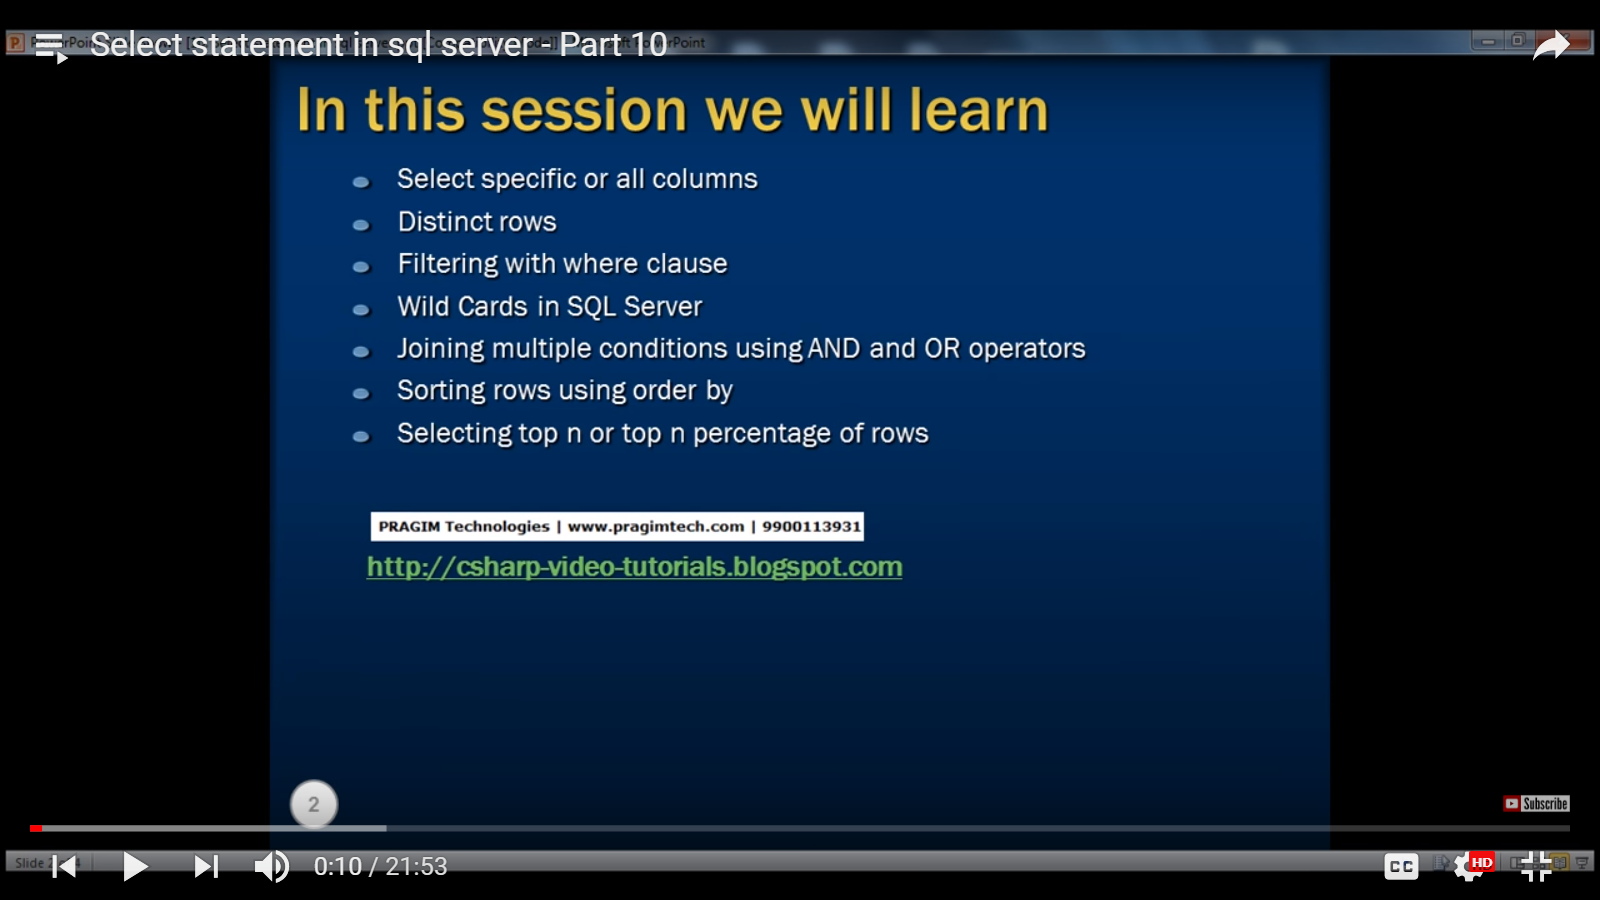 Select statement in sql server - Part 10
In this session we will learn
Select specific or all columns
Distinct rows
Filtering with where clause
Wild Cards in SQL Server
Joining multiple conditions using AND and OR operators
Sorting rows using order by
Selecting top n or top n percentage of rows
PRAGIM Technologies | www.pragimtech.com | 9900113931
http://csharp-video-tutorials.blogspot.com
2
Subscribe
Slide
0:10 / 21:53
CC
HD